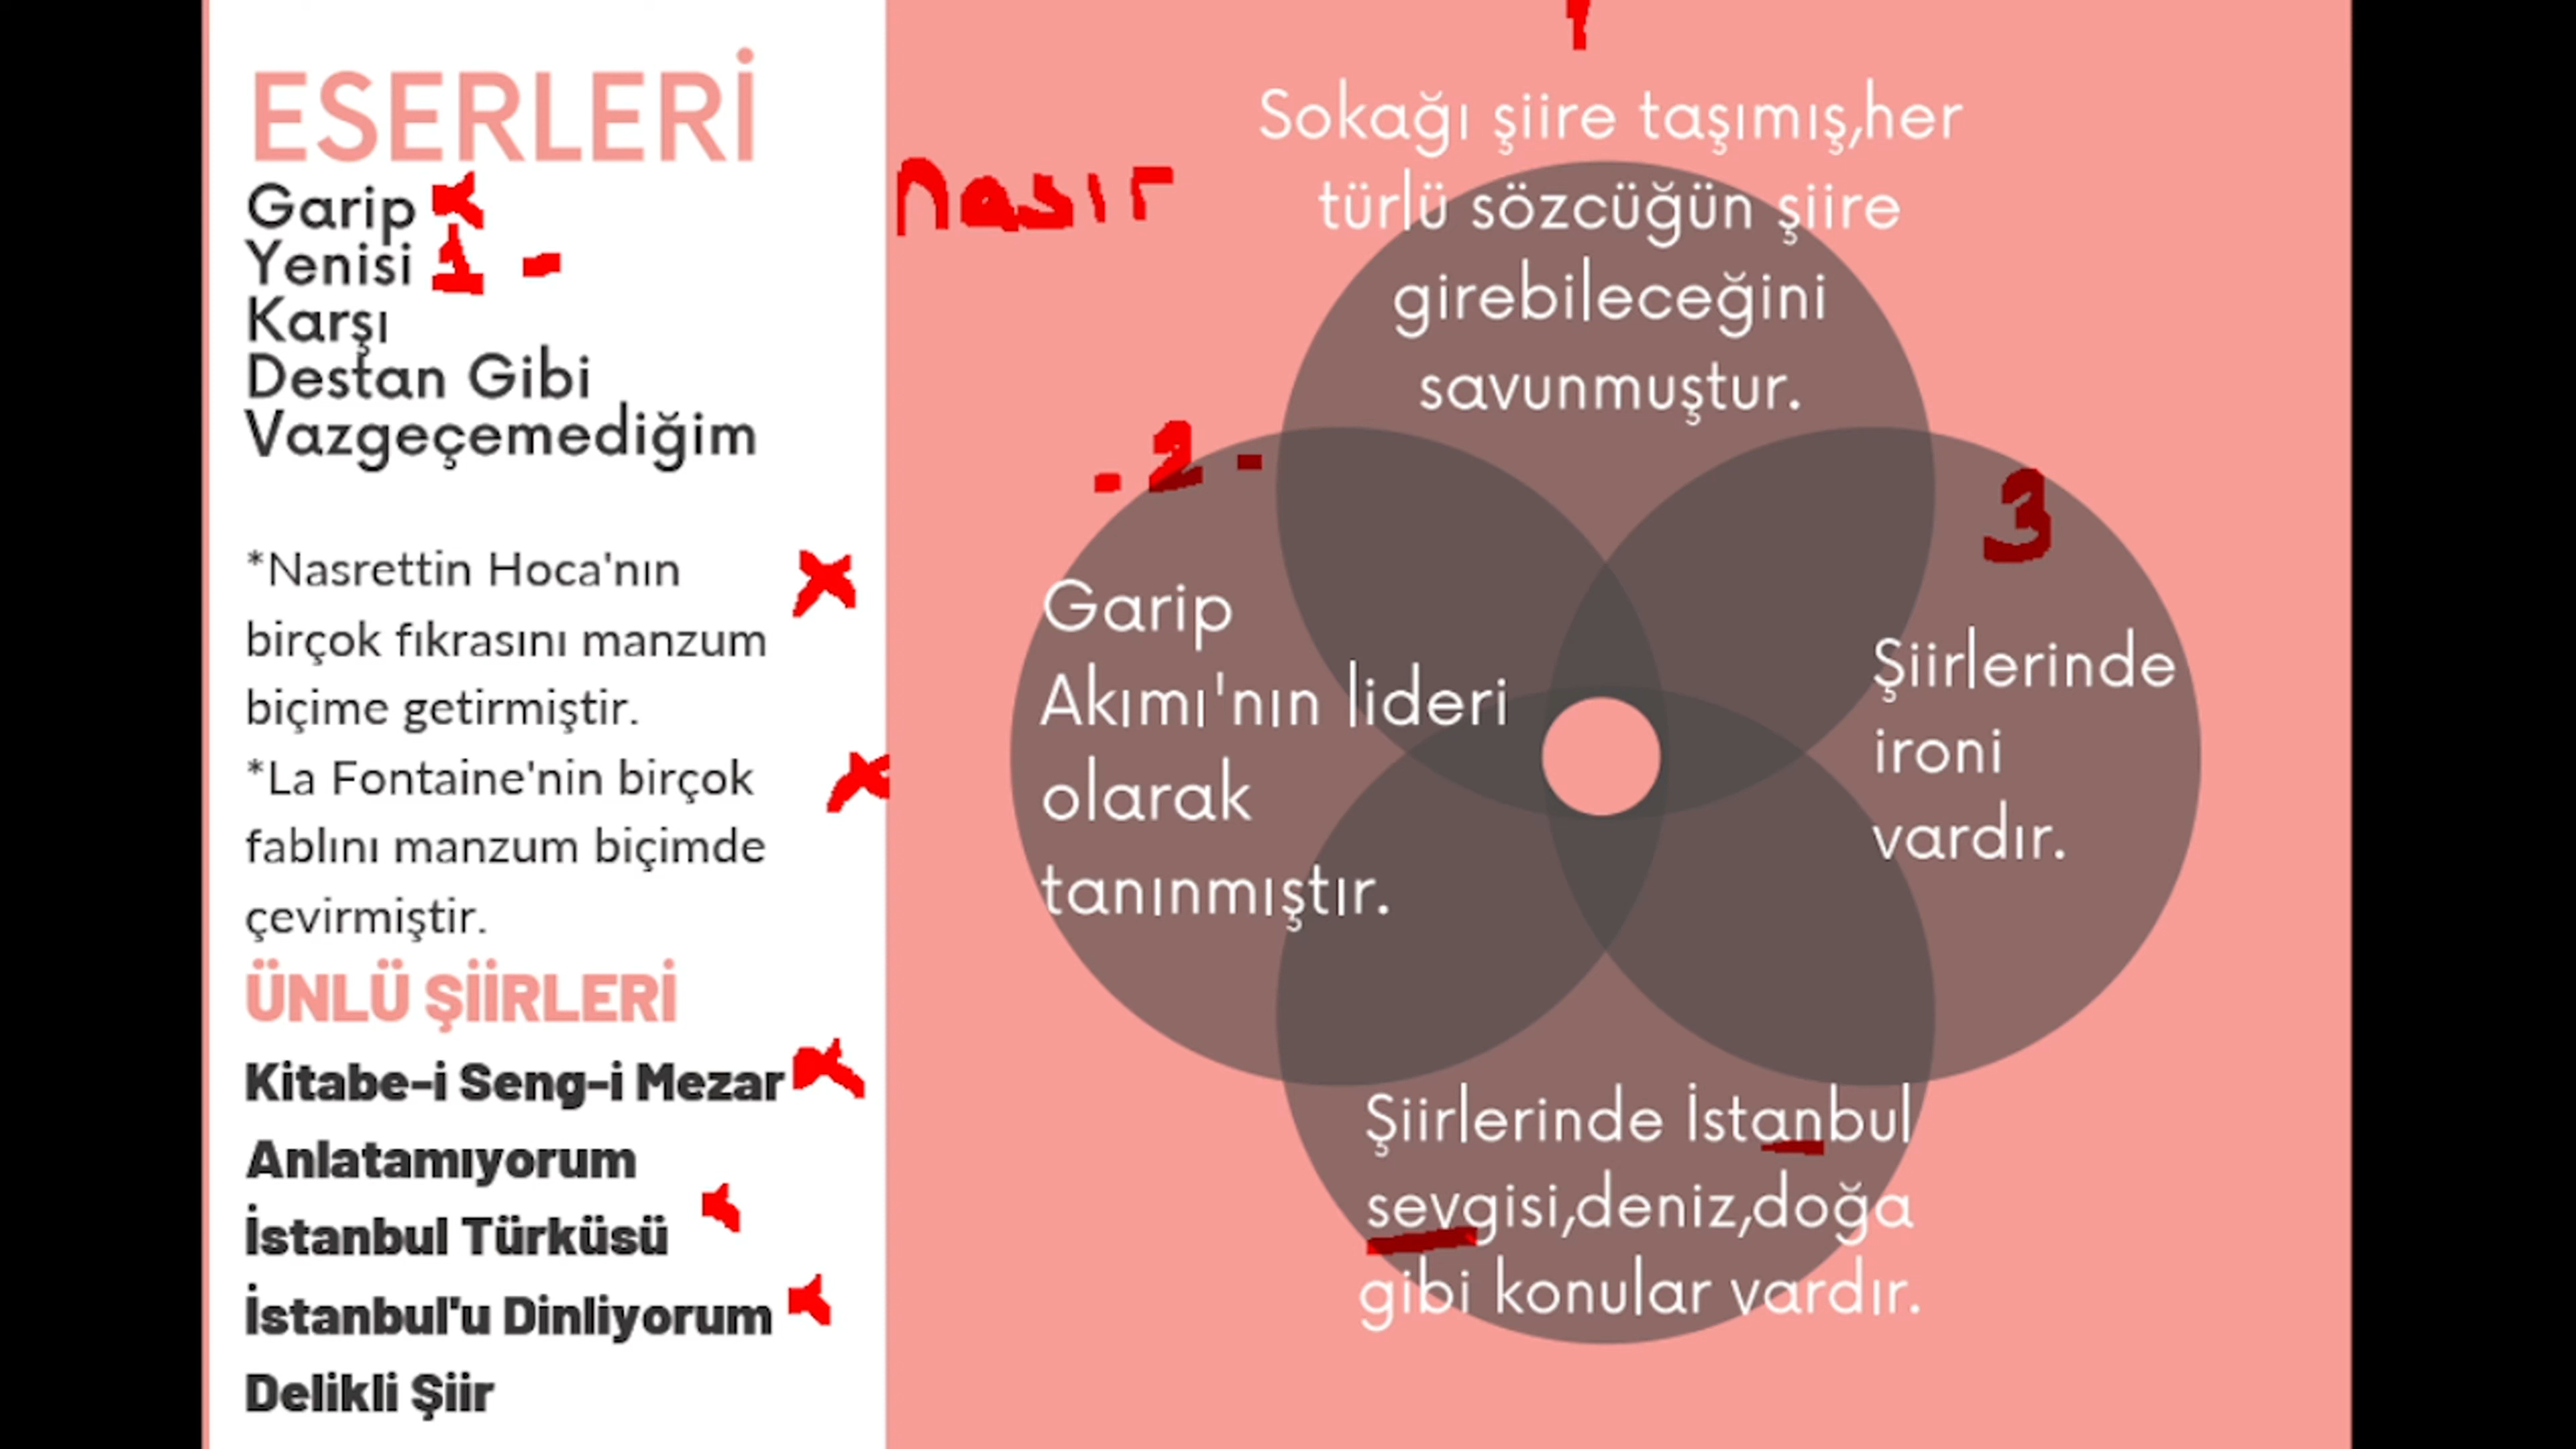 ESERLERİ
Garip
Yenisi 1 -
Karşı
Destan Gibi
Vazgeçemediğim
*Nasrettin Hoca'nın
birçok fıkrasını manzum
biçime getirmiştir.
*La Fontaine'nin birçok
fablını manzum biçimde
çevirmiştir.
ÜNLÜ ŞİİRLERİ
Kitabe-i Seng-i Mezar
Anlatamıyorum
İstanbul Türküsü
İstanbul'u Dinliyorum
Delikli Şiir
nasır
Sokağı şiire taşımış,her
türlü sözcüğün şiire
girebileceğini
savunmuştur.
- 2 -
Garip
Akımı'nın lideri
olarak
tanınmıştır.
3
Şiirlerinde
ironi
vardır.
Şiirlerinde İstanbul
sevgisi,deniz,doğa
gibi konular vardır.